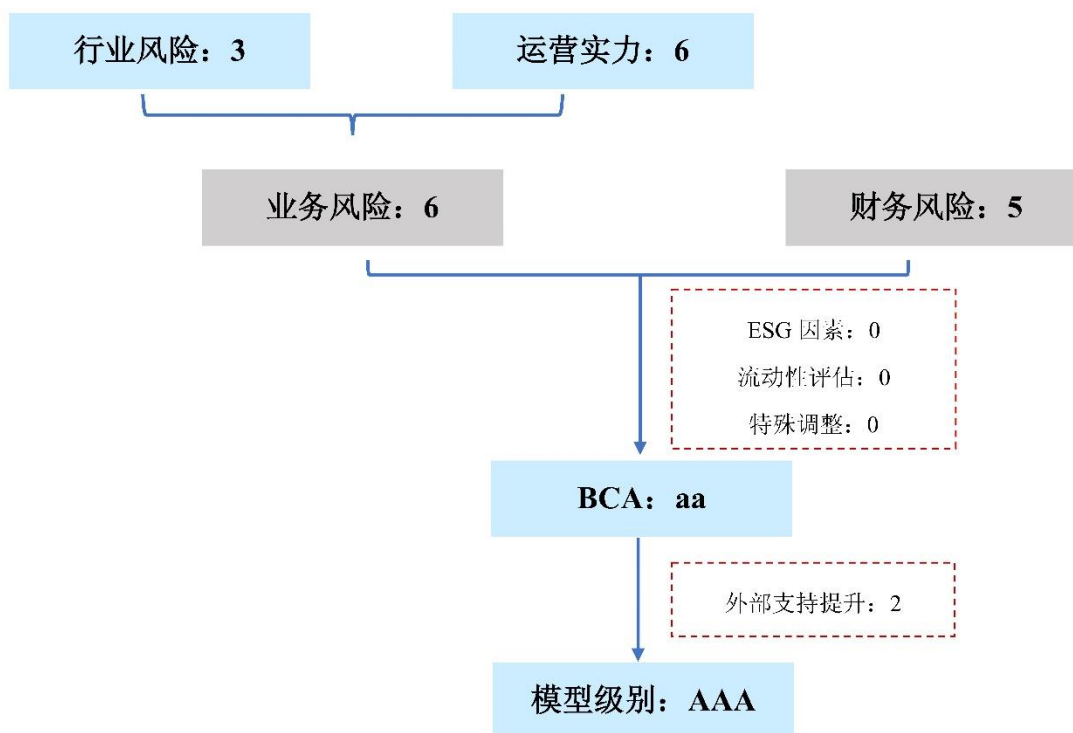 行业风险：3
运营实力：6
业务风险：6
财务风险：5
ESG 因素：0
流动性评估：0
特殊调整：0
BCA：aa
外部支持提升：2
模型级别：AAA